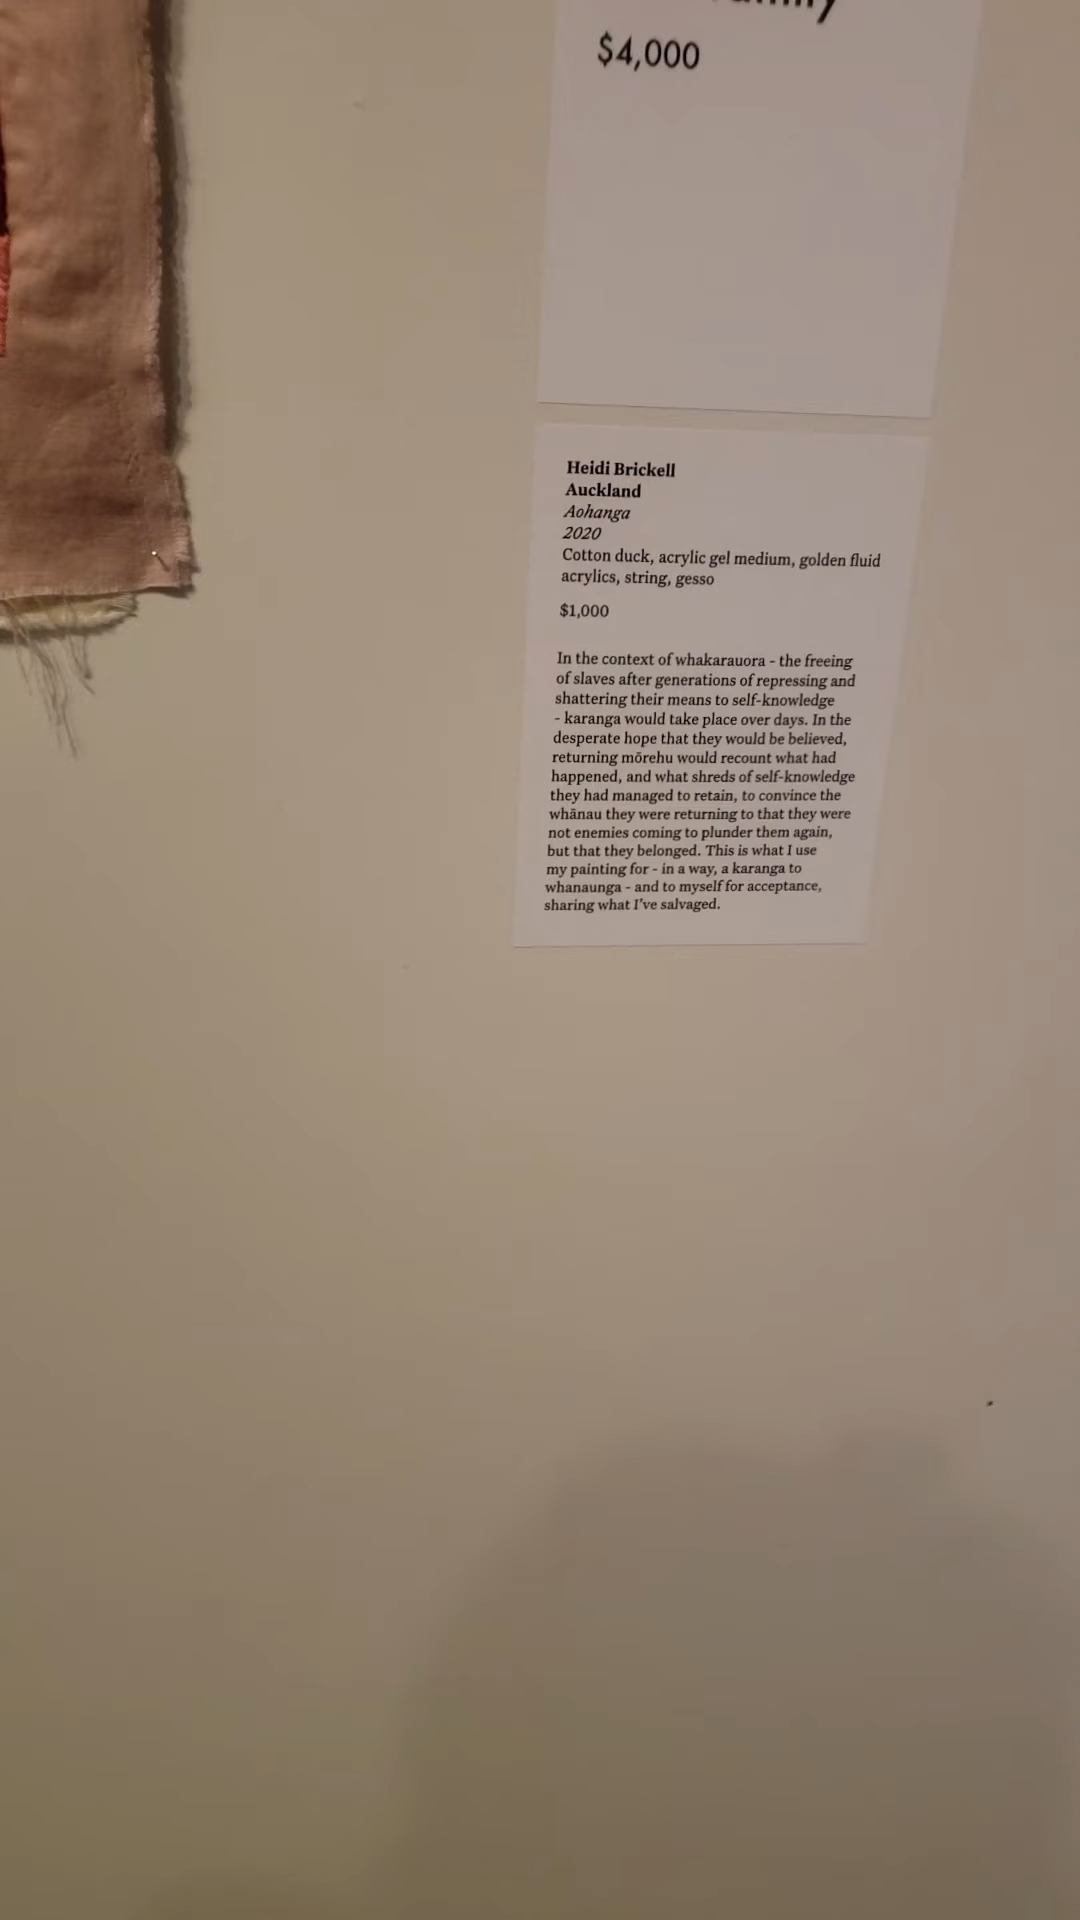 $4,000
Heidi Brickell
Auckland
Aohanga
2020
Cotton duck, acrylic gel medium, golden fluid
acrylics, string, gesso
$1,000
In the context of whakarauora - the freeing
of slaves after generations of repressing and
shattering their means to self-knowledge
- karanga would take place over days. In the
desperate hope that they would be believed,
returning mōrehu would recount what had
happened, and what shreds of self-knowledge
they had managed to retain, to convince the
whānau they were returning to that they were
not enemies coming to plunder them again,
but that they belonged. This is what I use
my painting for - in a way, a karanga to
whanaunga - and to myself for acceptance,
sharing what I've salvaged.